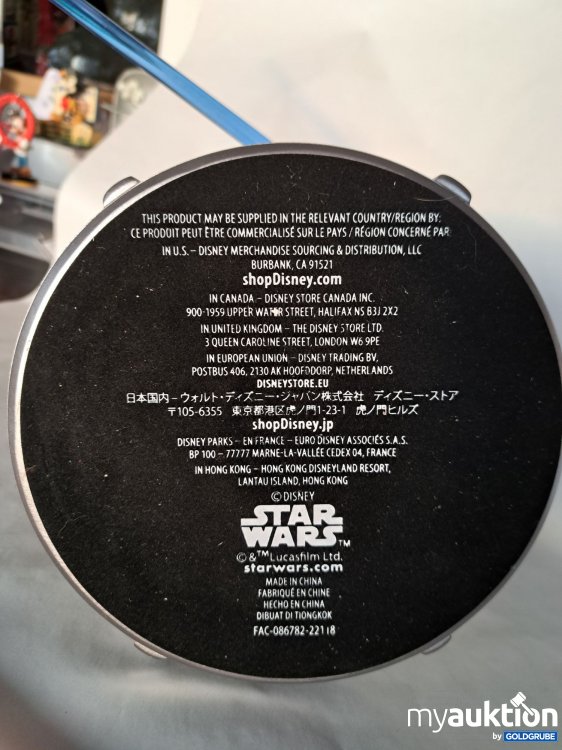 THIS PRODUCT MAY BE SUPPLIED IN THE RELEVANT COUNTRY/REGION BY:
CE PRODUIT PEUT ÊTRE COMMERCIALISÉ SUR LE PAYS / RÉGION CONCERNÉ PAR:
IN U.S. – DISNEY MERCHANDISE SOURCING & DISTRIBUTION, LLC
BURBANK, CA 91521
shopDisney.com
IN CANADA – DISNEY STORE CANADA INC.
900-1959 UPPER WATER STREET, HALIFAX NS B3J 2X2
IN UNITED KINGDOM – THE DISNEY STORE LTD.
3 QUEEN CAROLINE STREET, LONDON W6 9PE
IN EUROPEAN UNION – DISNEY TRADING BV,
POSTBUS 406, 2130 AK HOOFDDORP, NETHERLANDS
DISNEYSTORE.EU
日本国内 – ウォルト・ディズニー・ジャパン株式会社 ディズニー・ストア
〒105-6355 東京都港区虎ノ門1-23-1 虎ノ門ヒルズ
shopDisney.jp
DISNEY PARKS – EN FRANCE – EURO DISNEY ASSOCIÉS S.A.S.
BP 100 – 77777 MARNE-LA-VALLÉE CEDEX 04, FRANCE
IN HONG KONG – HONG KONG DISNEYLAND RESORT,
LANTAU ISLAND, HONG KONG
© DISNEY
STAR
WARS™
© & ™ Lucasfilm Ltd.
starwars.com
MADE IN CHINA
FABRIQUÉ EN CHINE
HECHO EN CHINA
DIBUAT DI TIONGKOK
FAC-086782-22118
myauktion
by GOLDGRUBE